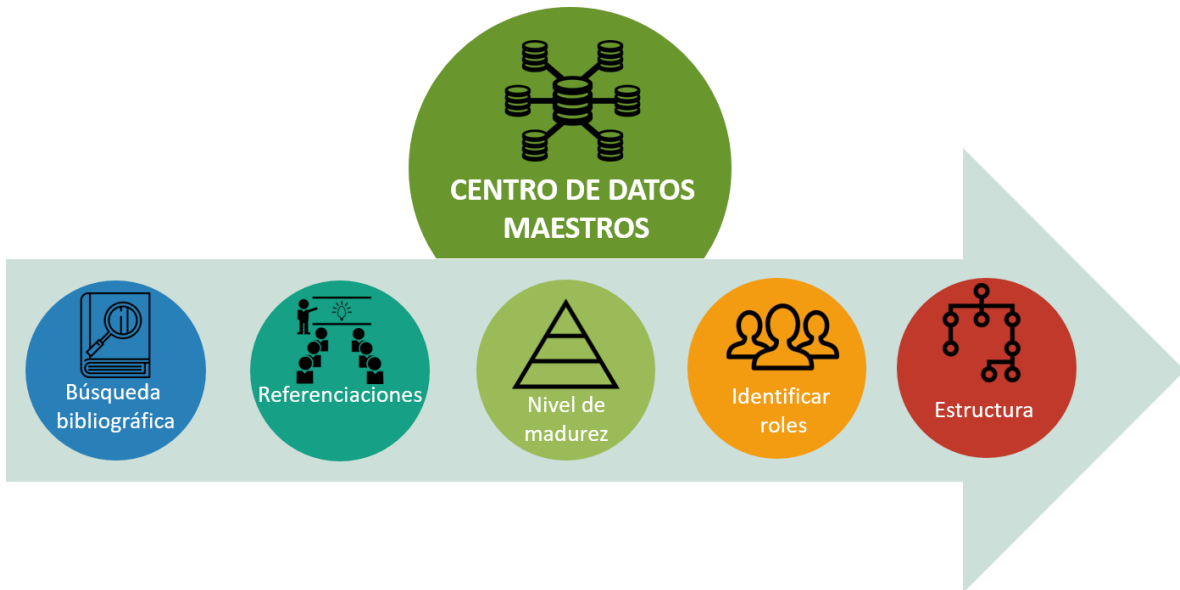 CENTRO DE DATOS
MAESTROS
Búsqueda
bibliográfica
Referenciaciones
Nivel de
madurez
Identificar
roles
Estructura